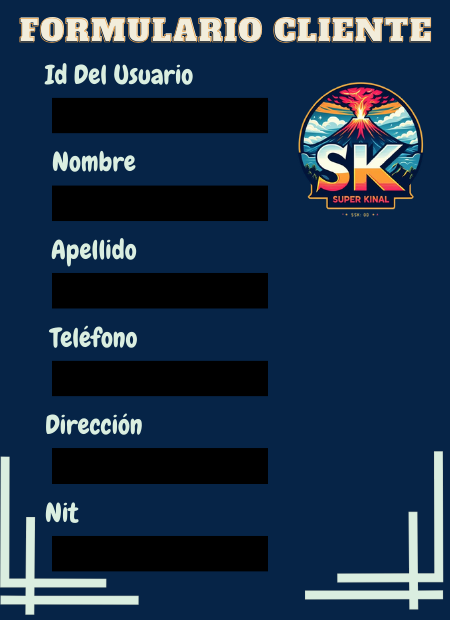 FORMULARIO CLIENTE
Id Del Usuario
Nombre
SK
SUPER KINAL
Apellido
Teléfono
Dirección
Nit